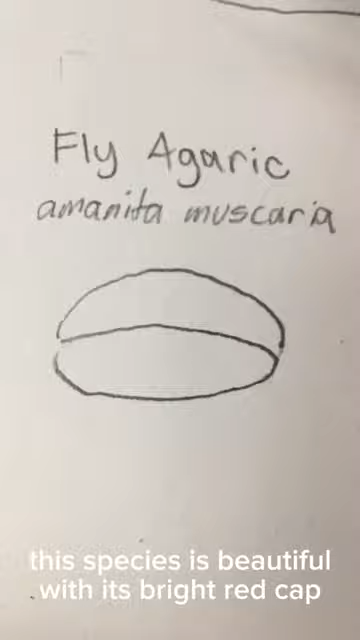 Fly Agaric
amanita muscaria
this species is beautiful
with its bright red cap